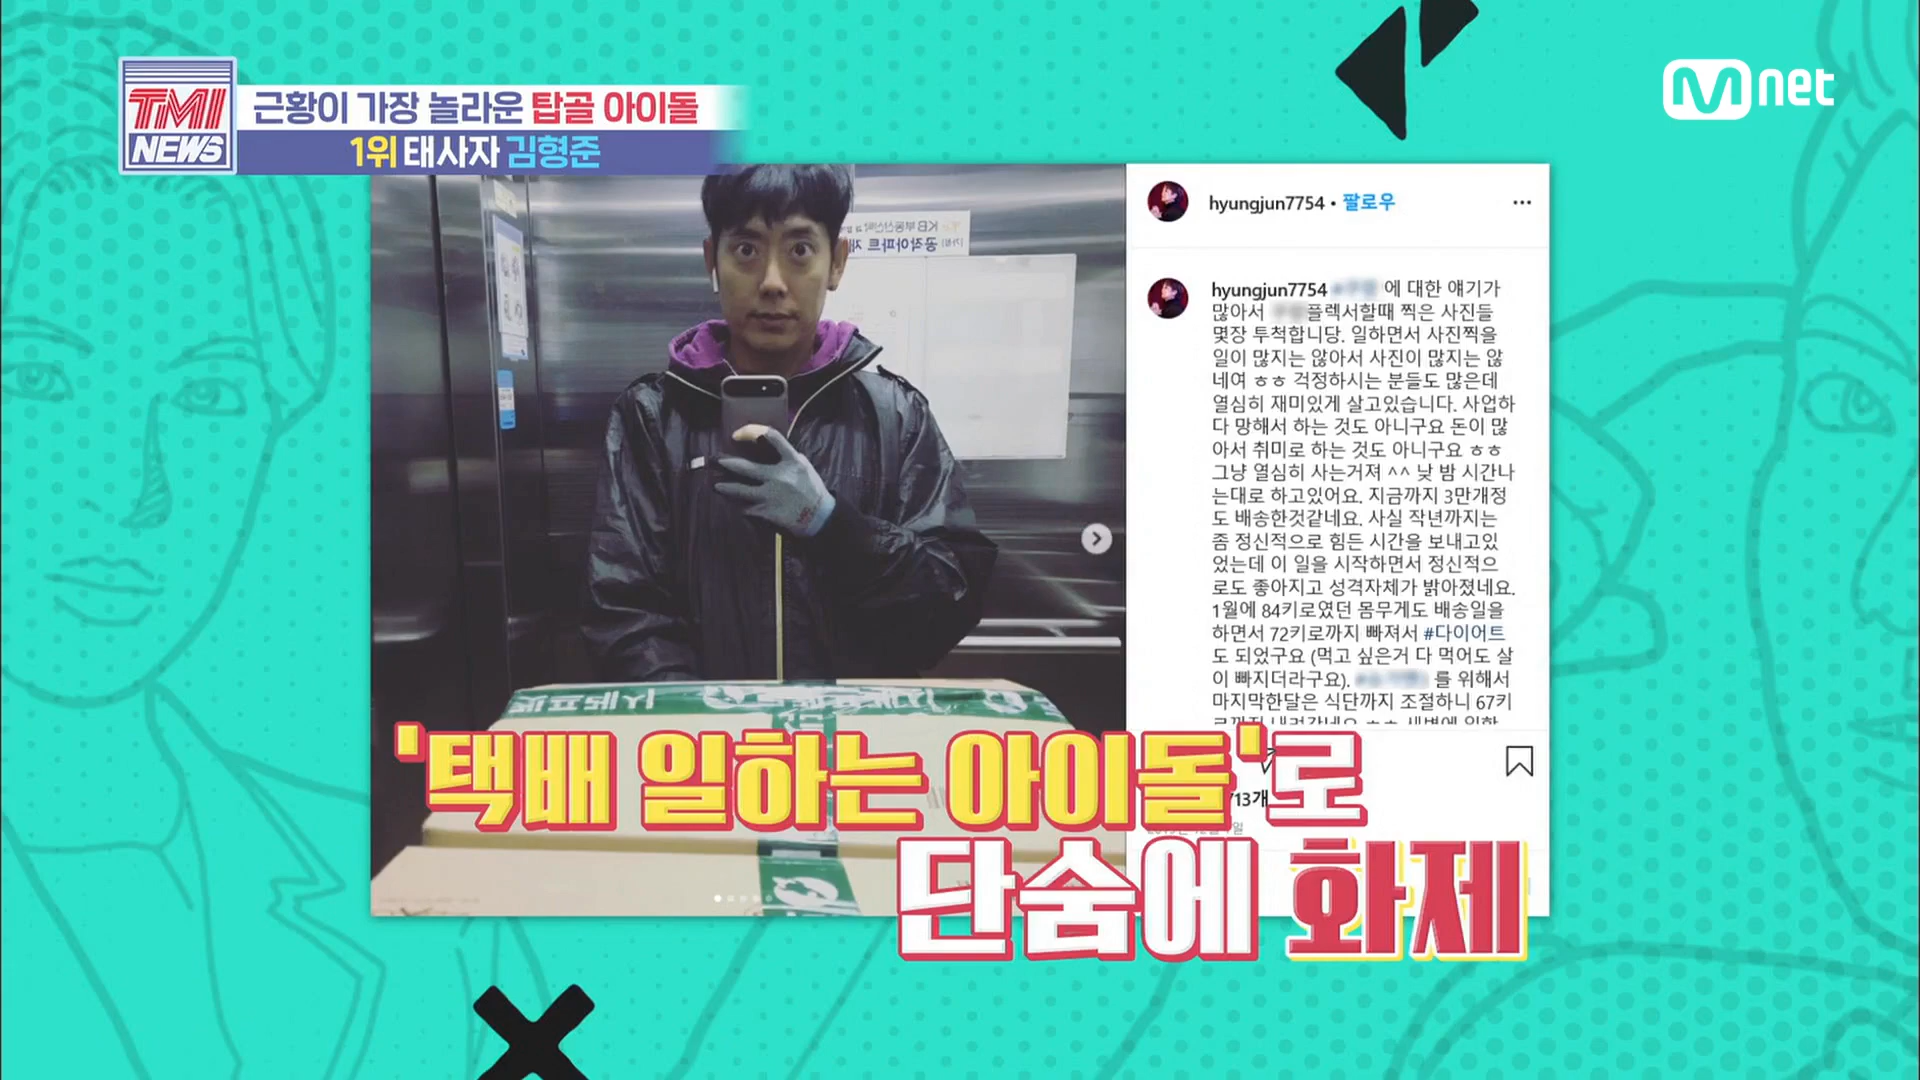 TMI
NEWS
근황이 가장 놀라운 탑골 아이돌
1위 태사자 김형준
Mnet
hyungjun7754 • 팔로우
hyungjun7754 에 대한 얘기가
많아서 플렉서할때 찍은 사진들
몇장 투척합니당. 일하면서 사진찍을
일이 많지는 않아서 사진이 많지는 않
네여 ㅎㅎ 걱정하시는 분들도 많은데
열심히 재미있게 살고있습니다. 사업하
다 망해서 하는 것도 아니구요 돈이 많
아서 취미로 하는 것도 아니구요 ㅎㅎ
그냥 열심히 사는거져 ^^ 낮 밤 시간나
는대로 하고있어요. 지금까지 3만개정
도 배송한것같네요. 사실 작년까지는
좀 정신적으로 힘든 시간을 보내고있
었는데 이 일을 시작하면서 정신적으
로도 좋아지고 성격자체가 밝아졌네요.
1월에 84키로였던 몸무게도 배송일을
하면서 72키로까지 빠져서 #다이어트
도 되었구요 (먹고 싶은거 다 먹어도 살
이 빠지더라구요). 를 위해서
마지막한달은 식단까지 조절하니 67키
713개
'택배 일하는 아이돌'로
단숨에 화제